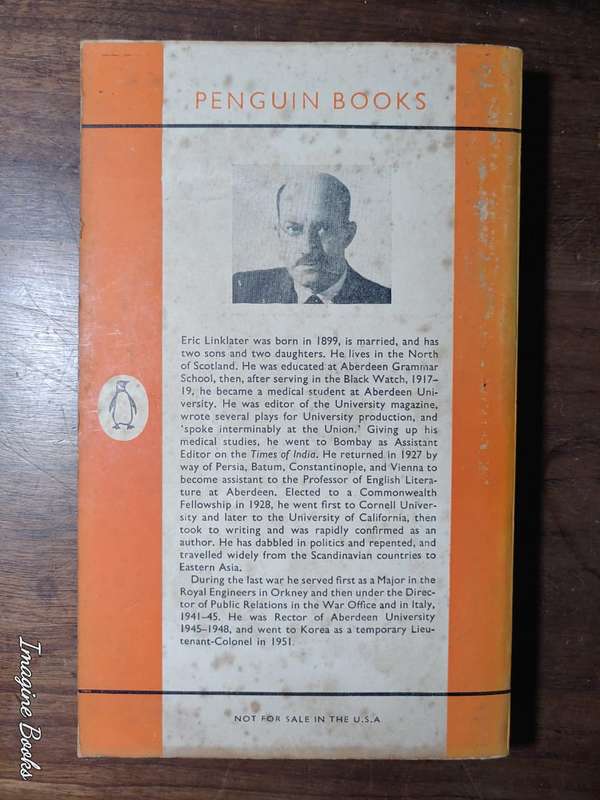 PENGUIN BOOKS
Eric Linklater was born in 1899, is married, and has
two sons and two daughters. He lives in the North
of Scotland. He was educated at Aberdeen Grammar
School, then, after serving in the Black Watch, 1917–
19, he became a medical student at Aberdeen Uni-
versity. He was editor of the University magazine,
wrote several plays for University production, and
'spoke interminably at the Union.' Giving up his
medical studies, he went to Bombay as Assistant
Editor on the Times of India. He returned in 1927 by
way of Persia, Batum, Constantinople, and Vienna to
become assistant to the Professor of English Litera-
ture at Aberdeen. Elected to a Commonwealth
Fellowship in 1928, he went first to Cornell Univer-
sity and later to the University of California, then
took to writing and was rapidly confirmed as an
author. He has dabbled in politics and repented, and
travelled widely from the Scandinavian countries to
Eastern Asia.
During the last war he served first as a Major in the
Royal Engineers in Orkney and then under the Direc-
tor of Public Relations in the War Office and in Italy,
1941–45. He was Rector of Aberdeen University
1945–1948, and went to Korea as a temporary Lieu-
tenant-Colonel in 1951.
NOT FOR SALE IN THE U.S.A
Imagine Books